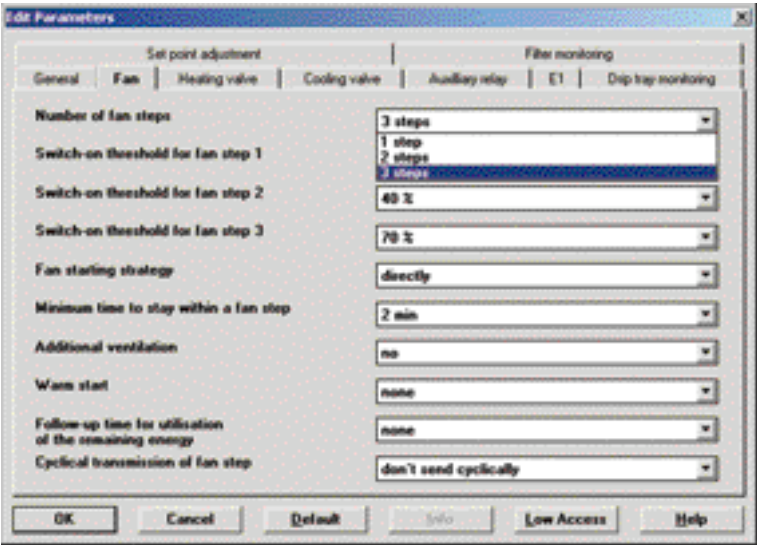 Edit Parameters
Set point adjustment Filter monitoring
General Fan Heating valve Cooling valve Auxiliary relay E1 Drip tray monitoring
Number of fan steps 3 steps
1 step
Switch-on threshold for fan step 1 2 steps
3 steps
Switch-on threshold for fan step 2 40 %
Switch-on threshold for fan step 3 70 %
Fan starting strategy directly
Minimum time to stay within a fan step 2 min
Additional ventilation no
Warm start none
Follow-up time for utilisation
of the remaining energy none
Cyclical transmission of fan step don't send cyclically
OK Cancel Default Info Low Access Help